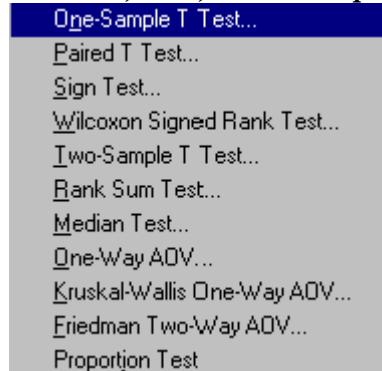 One-Sample T Test...
Paired T Test...
Sign Test...
Wilcoxon Signed Rank Test...
Two-Sample T Test...
Rank Sum Test...
Median Test...
One-Way AOV...
Kruskal-Wallis One-Way AOV...
Friedman Two-Way AOV...
Proportion Test